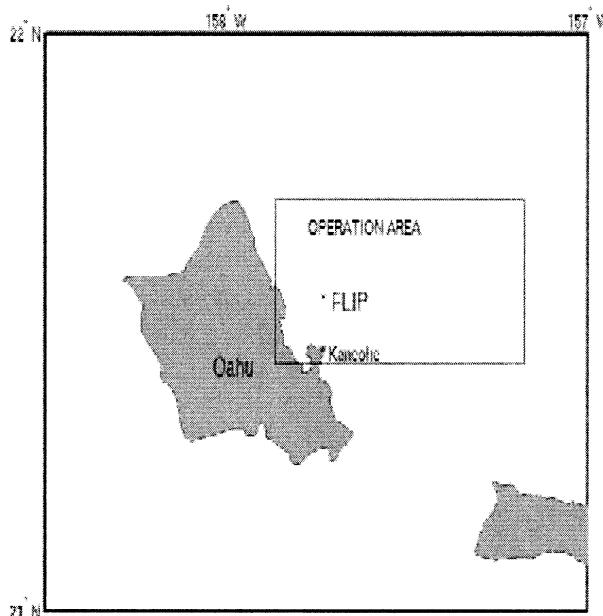 158° W
157° W
22° N
OPERATION AREA
FLIP
Kaneohe
Oahu
21° N